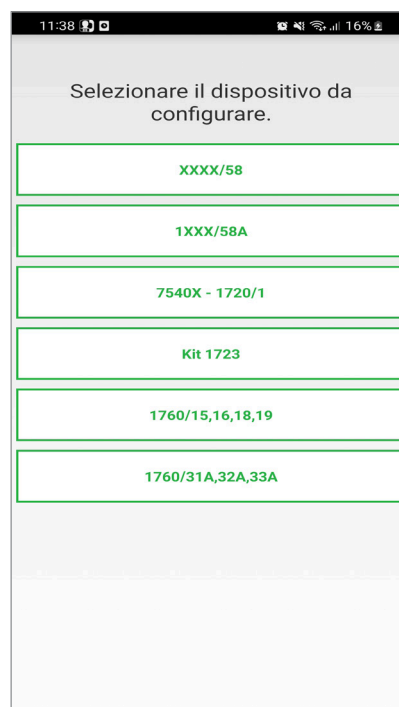 11:38 16%
Selezionare il dispositivo da
configurare.
XXXX/58
1XXX/58A
7540X - 1720/1
Kit 1723
1760/15,16,18,19
1760/31A,32A,33A